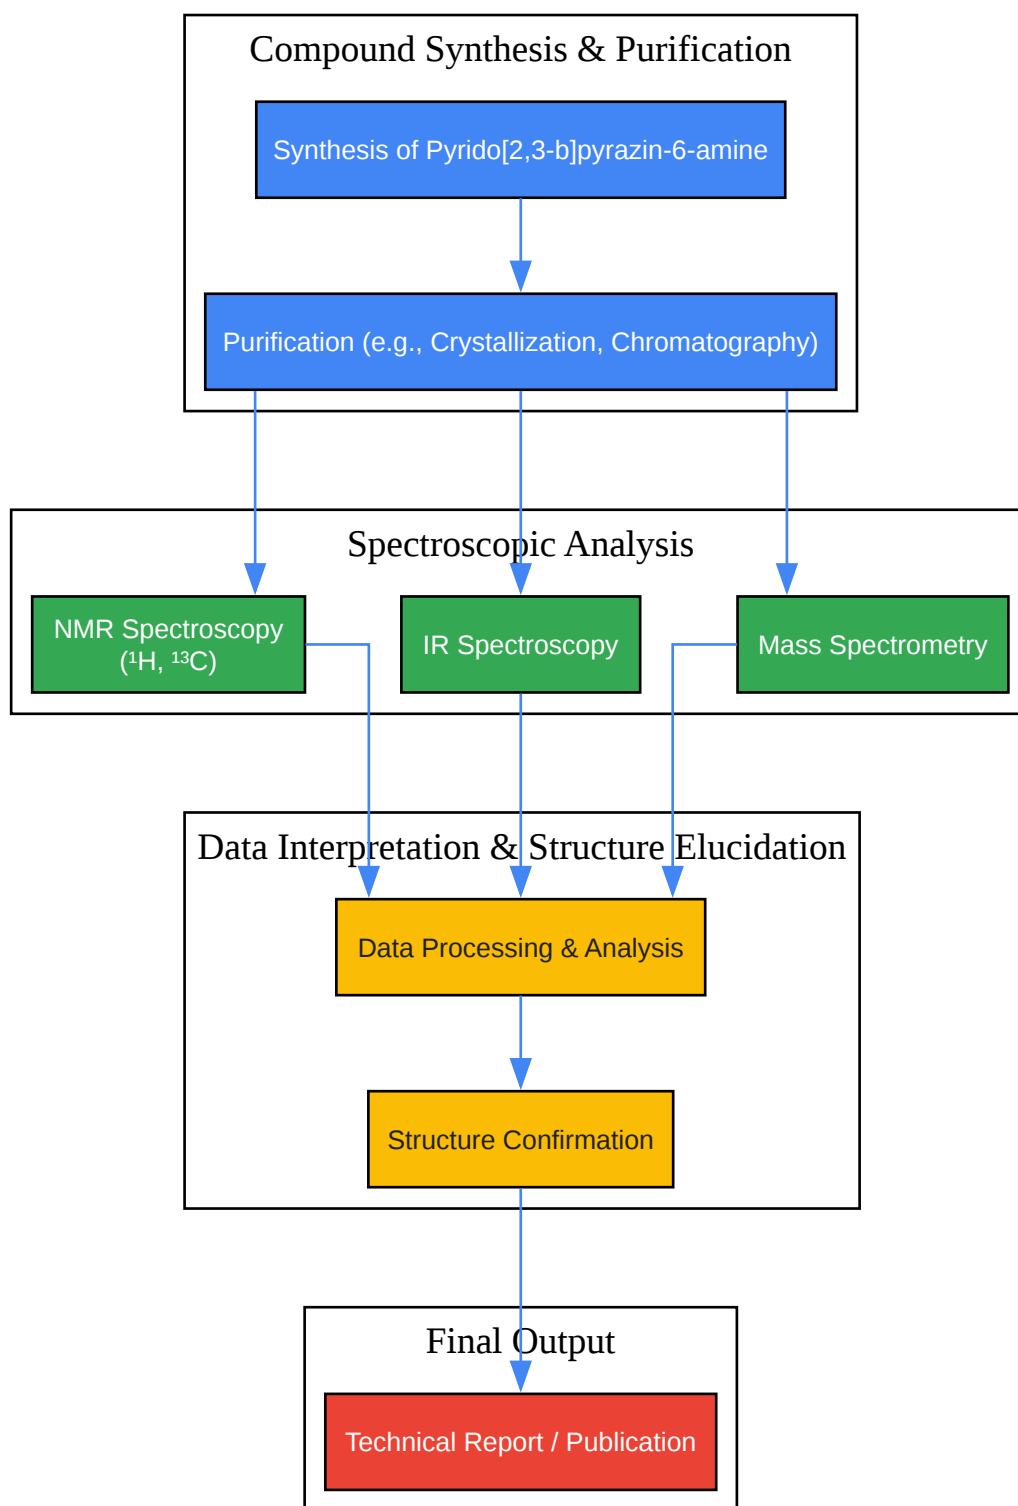 Compound Synthesis & Purification
Synthesis of Pyrido[2,3-b]pyrazin-6-amine
Purification (e.g., Crystallization, Chromatography)
Spectroscopic Analysis
NMR Spectroscopy
(¹H, ¹³C)
IR Spectroscopy
Mass Spectrometry
Data Interpretation & Structure Elucidation
Data Processing & Analysis
Structure Confirmation
Final Output
Technical Report / Publication